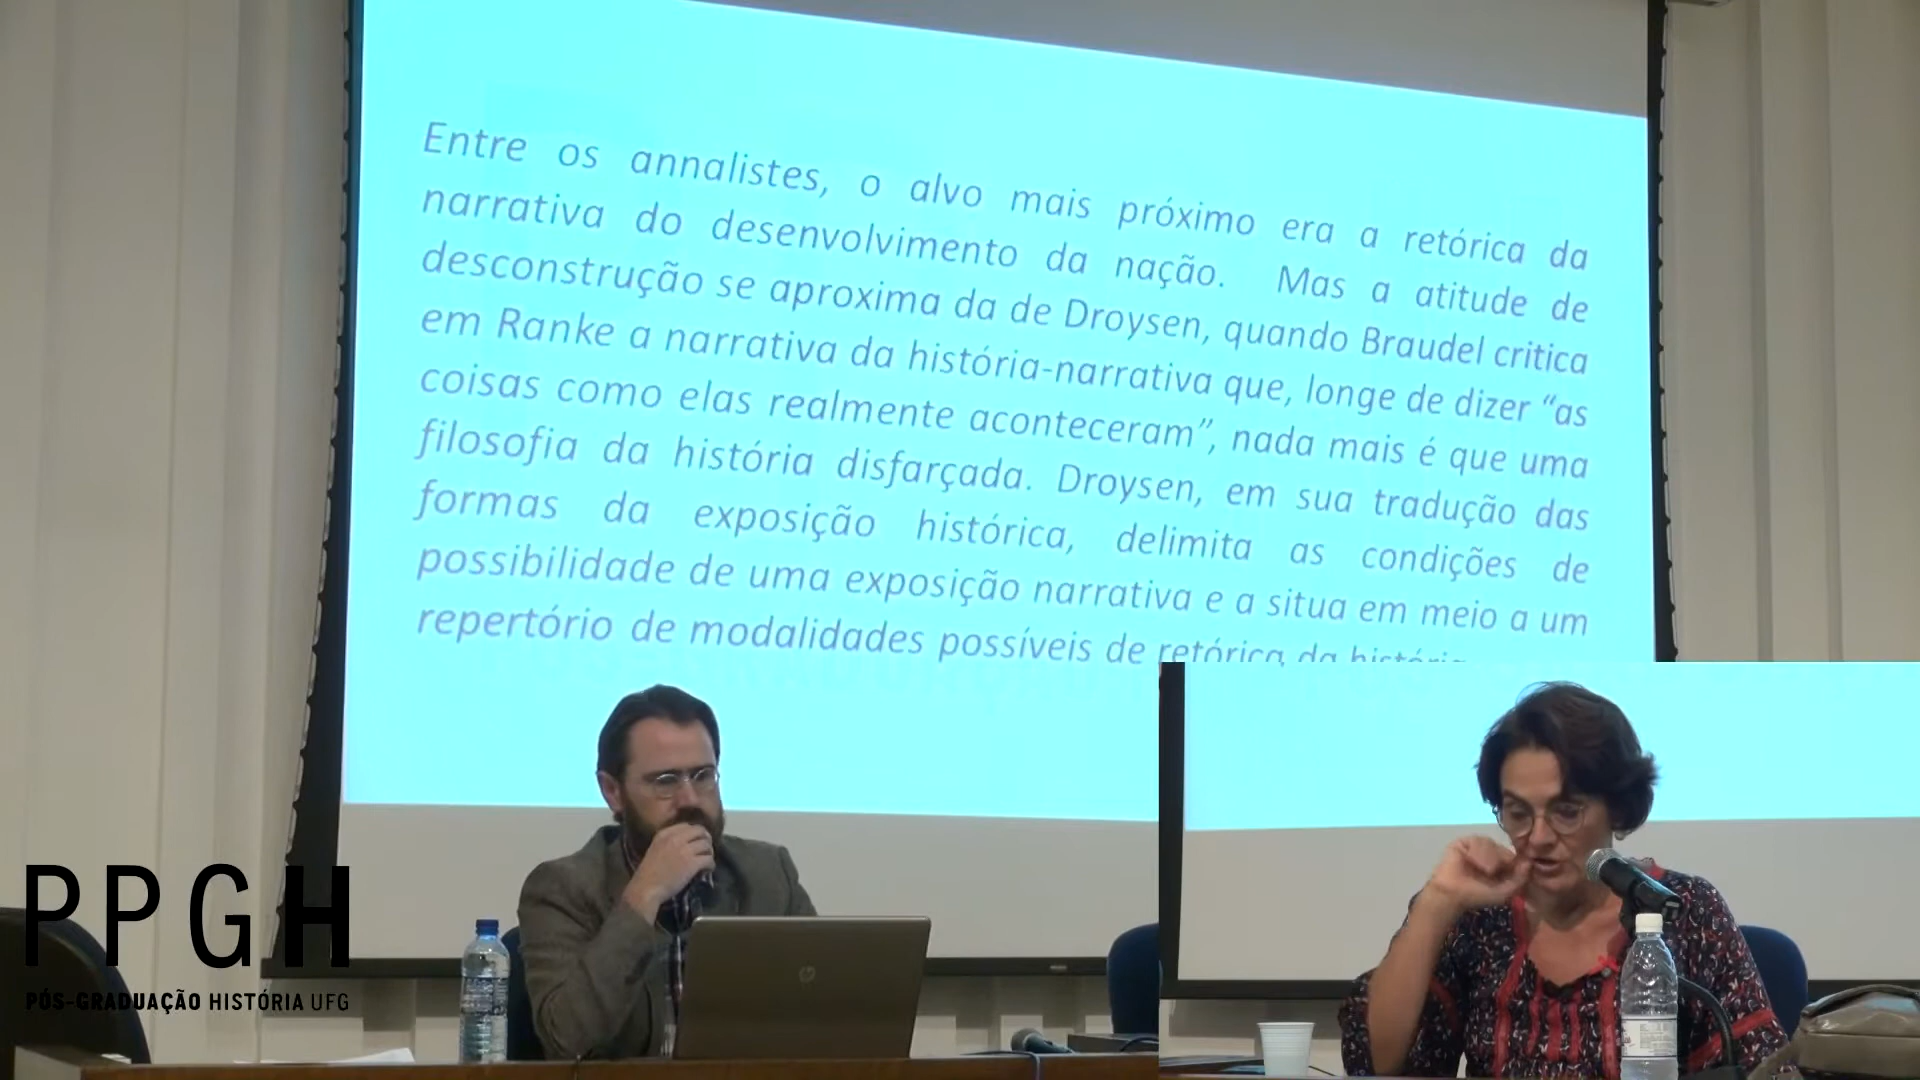 Entre os annalistes, o alvo mais próximo era a retórica da
narrativa do desenvolvimento da nação. Mas a atitude de
desconstrução se aproxima da de Droysen, quando Braudel critica
em Ranke a narrativa da história-narrativa que, longe de dizer “as
coisas como elas realmente aconteceram”, nada mais é que uma
filosofia da história disfarçada. Droysen, em sua tradução das
formas da exposição histórica, delimita as condições de
possibilidade de uma exposição narrativa e a situa em meio a um
repertório de modalidades possíveis de retórica da
PPGH
PÓS-GRADUAÇÃO HISTÓRIA UFG
hp